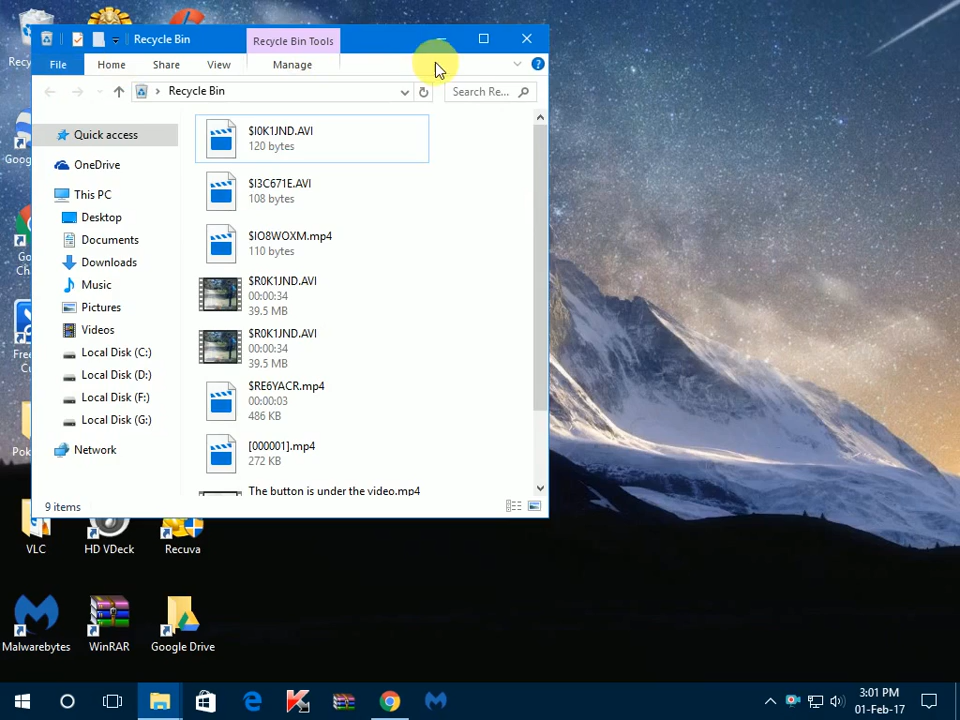 Recycle Bin
Recycle Bin Tools
File
Home
Share
View
Manage
Recycle Bin
Search Re...
Quick access
OneDrive
This PC
Desktop
Documents
Downloads
Music
Pictures
Videos
Local Disk (C:)
Local Disk (D:)
Local Disk (F:)
Local Disk (G:)
Network
$I0K1JND.AVI
120 bytes
$I3C671E.AVI
108 bytes
$IO8WOXM.mp4
110 bytes
$R0K1JND.AVI
00:00:34
39.5 MB
$R0K1JND.AVI
00:00:34
39.5 MB
$RE6YACR.mp4
00:00:03
486 KB
[000001].mp4
272 KB
The button is under the video.mp4
9 items
VLC
HD VDeck
Recuva
Malwarebytes
WinRAR
Google Drive
3:01 PM
01-Feb-17